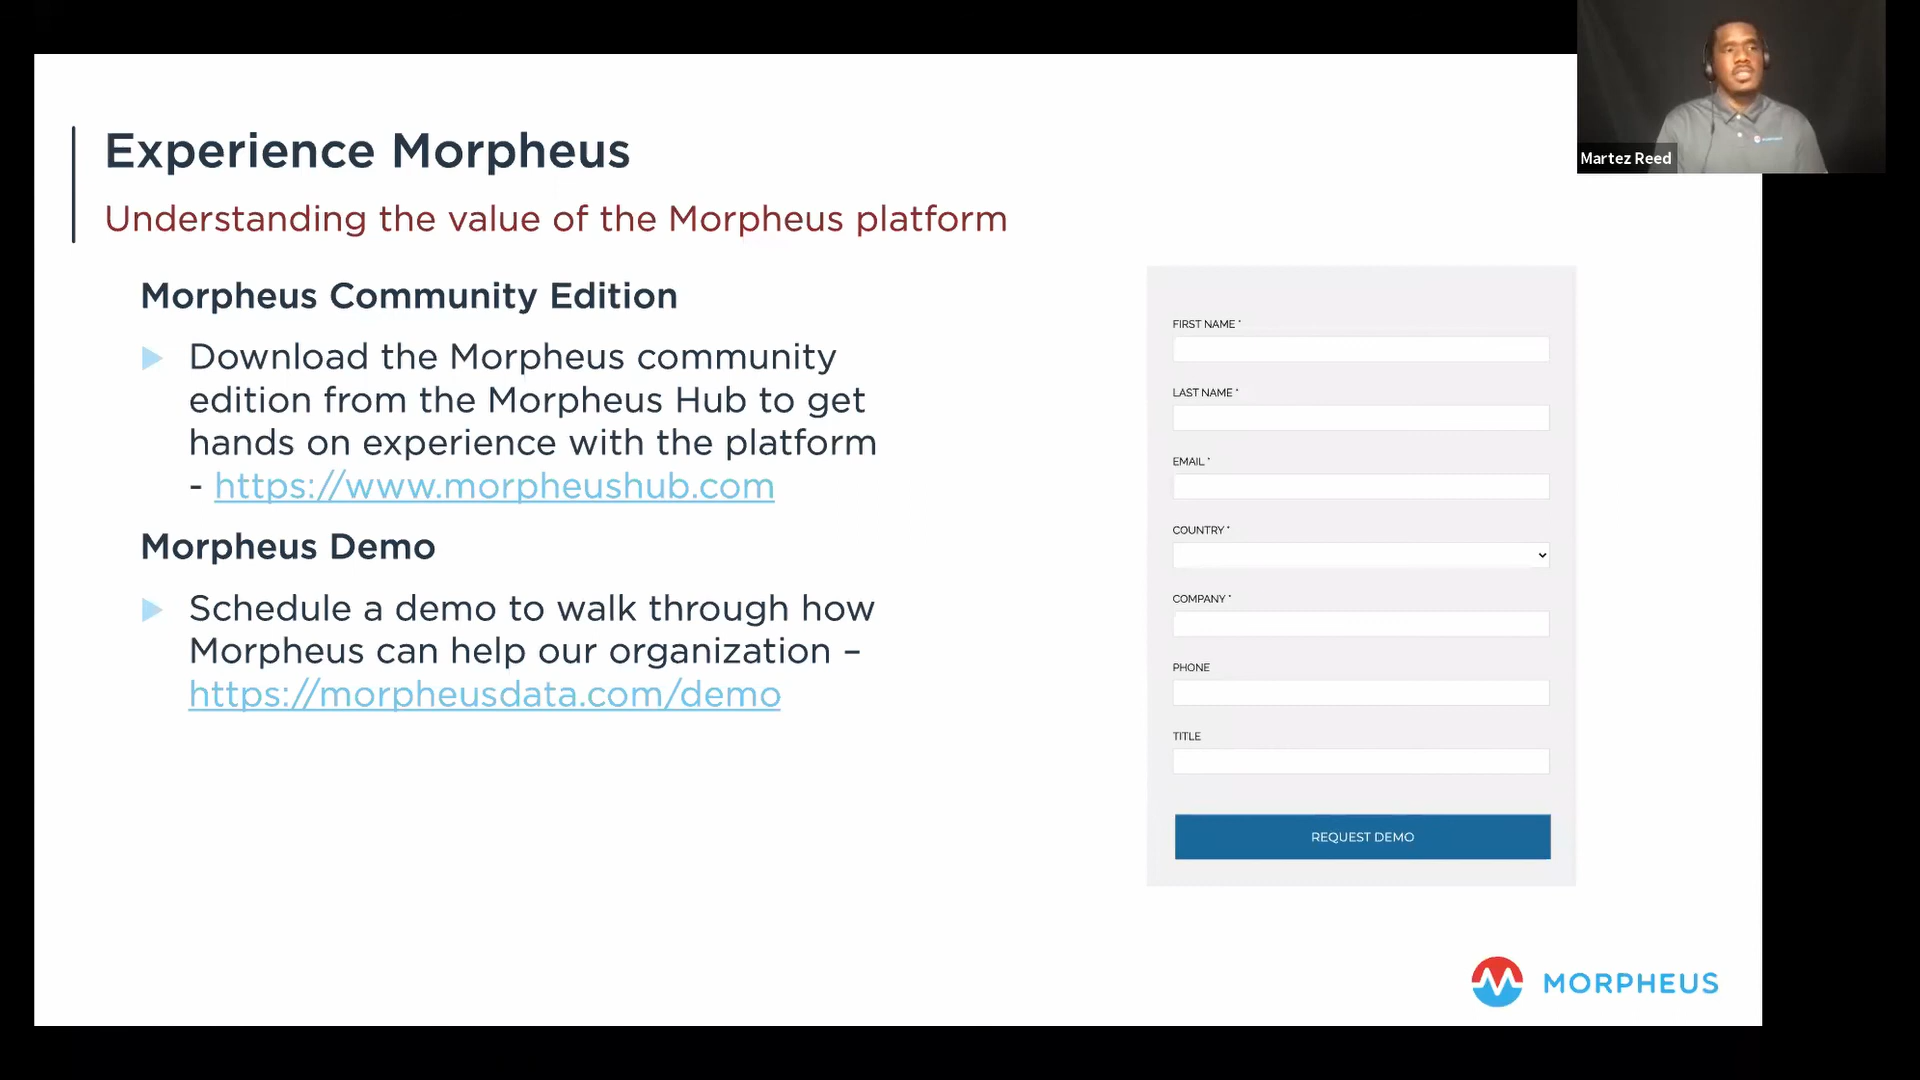 Experience Morpheus
Understanding the value of the Morpheus platform
Morpheus Community Edition
Download the Morpheus community
edition from the Morpheus Hub to get
hands on experience with the platform
- https://www.morpheushub.com
Morpheus Demo
Schedule a demo to walk through how
Morpheus can help our organization –
https://morpheusdata.com/demo
FIRST NAME *
LAST NAME *
EMAIL *
COUNTRY *
COMPANY *
PHONE
TITLE
REQUEST DEMO
MORPHEUS
Martez Reed